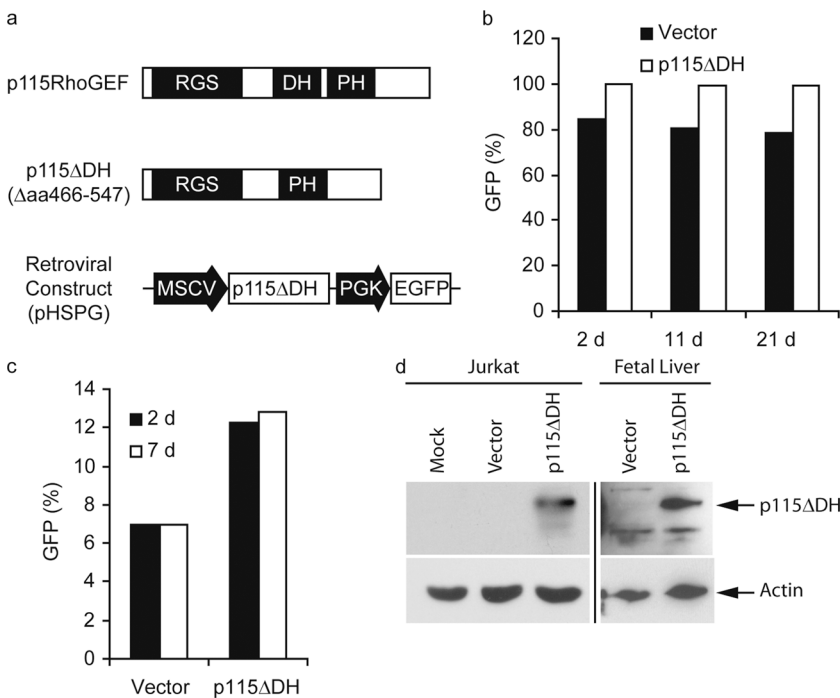 a
p115RhoGEF
RGS DH PH
p115ΔDH
(Δaa466-547)
RGS PH
Retroviral
Construct
(pHSPG)
MSCV p115ΔDH PGK EGFP
b
Vector
p115ΔDH
GFP (%)
120
100
80
60
40
20
0
2 d 11 d 21 d
c
2 d
7 d
GFP (%)
14
12
10
8
6
4
2
0
Vector p115ΔDH
d
Jurkat Fetal Liver
Mock Vector p115ΔDH Vector p115ΔDH
p115ΔDH
Actin